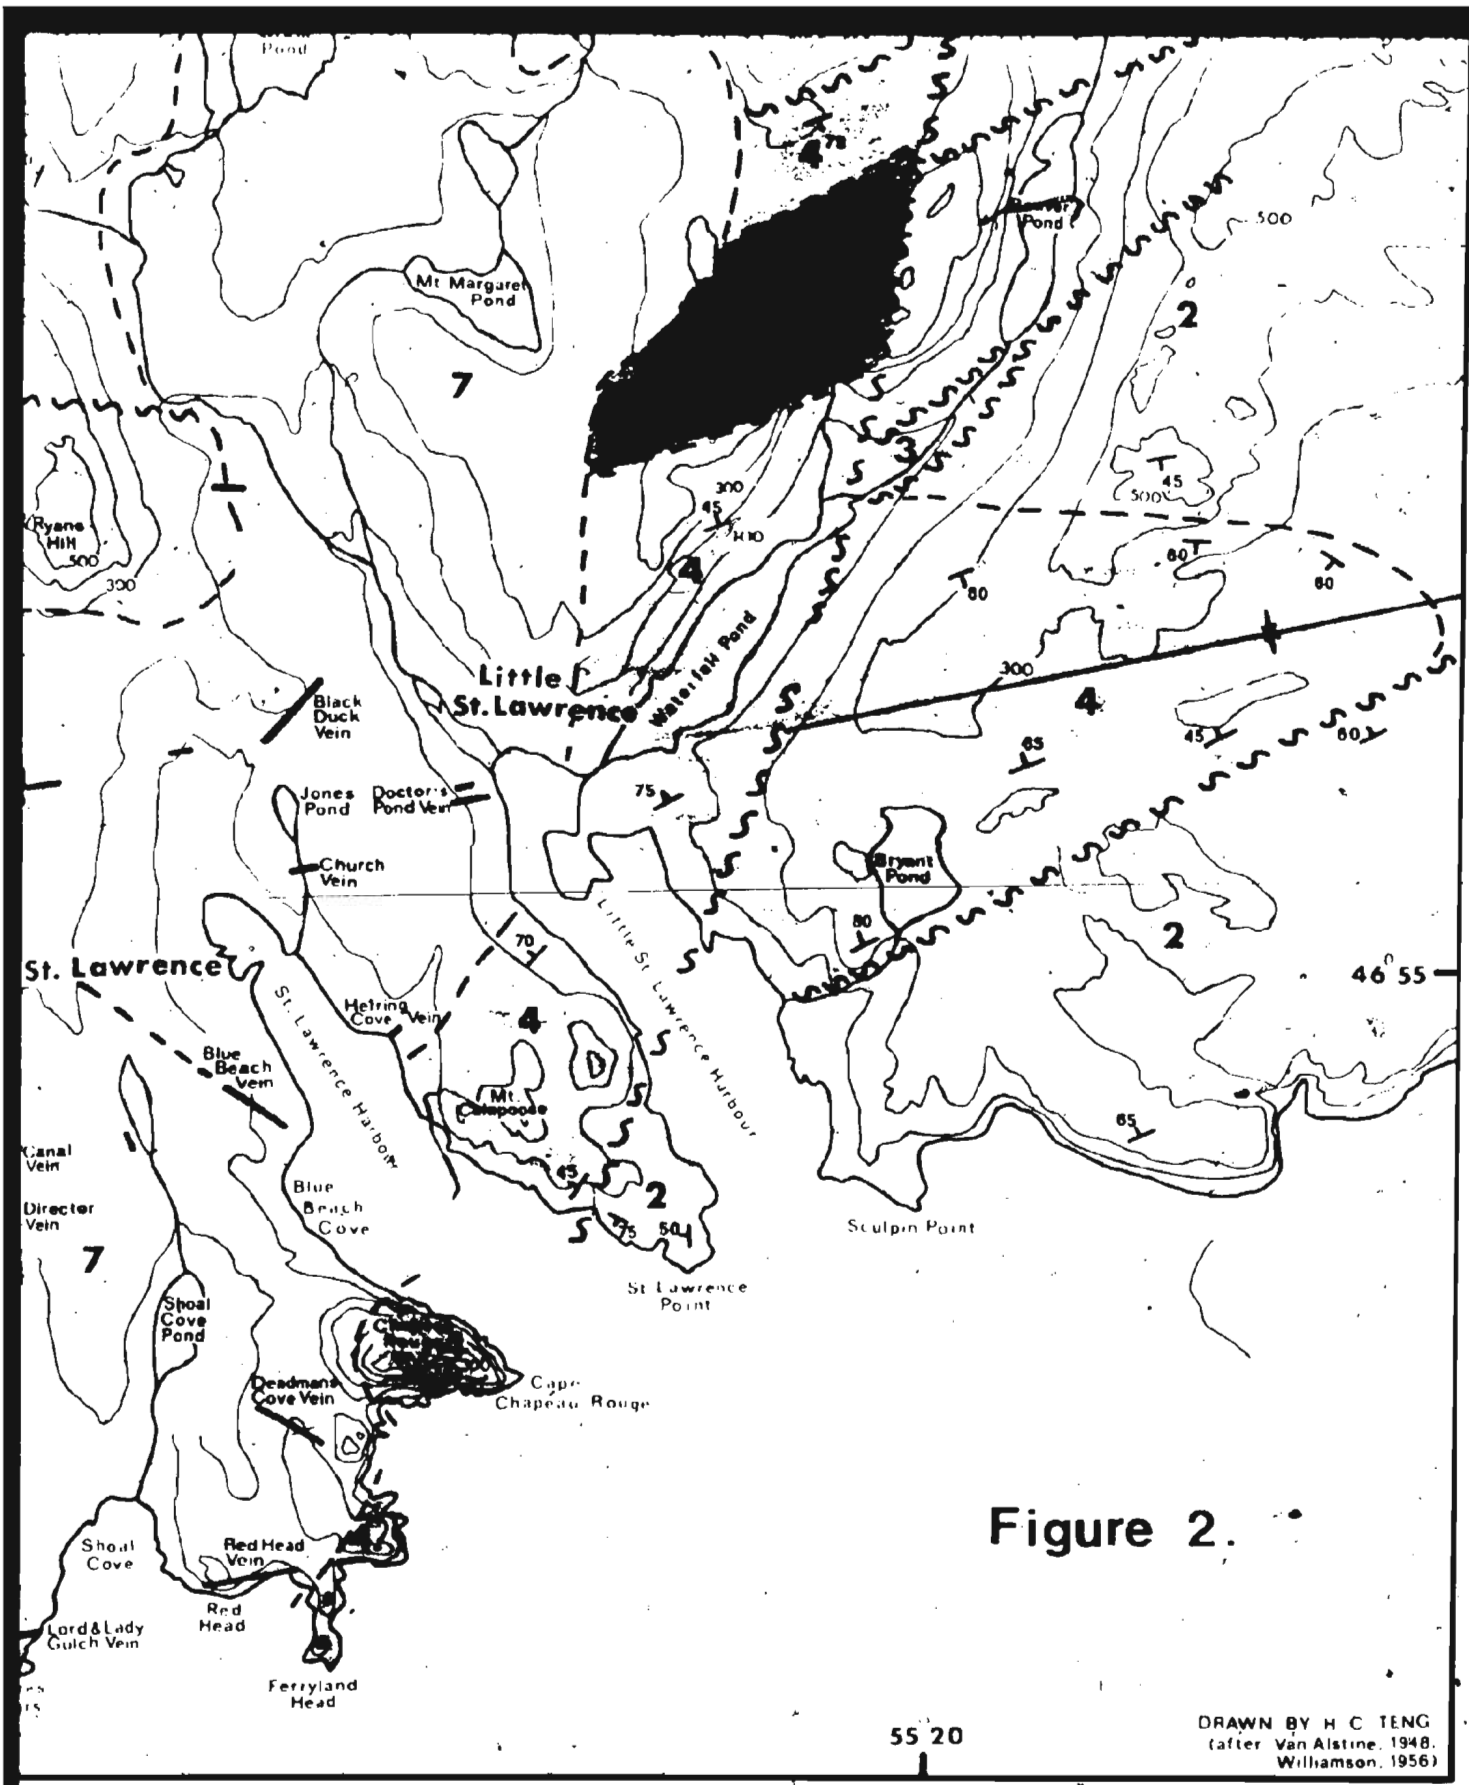 Pond
4 78
Pond
500
Mt Margaret
Pond
2
7
3
45
500
300
45
Ryans
Hill
500
300
60
60
4
80
Waterfall Pond
300
Little
St. Lawrence
4
Black
Duck
Vein
45
60
65
Jones
Pond
Doctor's
Pond Vein
75
Church
Vein
Bryant
Pond
80
2
70
St. Lawrence
46° 55
Little St. Lawrence Harbour
St. Lawrence Harbour
Herring
Cove Vein
4
Blue
Beach
Vein
Mt.
65
Canal
Vein
45
Blue
Beach
Cove
2
Director
Vein
75
50
Sculpin Point
7
St Lawrence
Point
Shoal
Cove
Pond
Deadmans
Cove Vein
Cape
Chapeau Rouge
Figure 2.
Shoal
Cove
Red Head
Vein
Red
Head
Lord & Lady
Gulch Vein
Ferryland
Head
55 20
DRAWN BY H C TENG
(after Van Alstine, 1948.
Williamson, 1956)